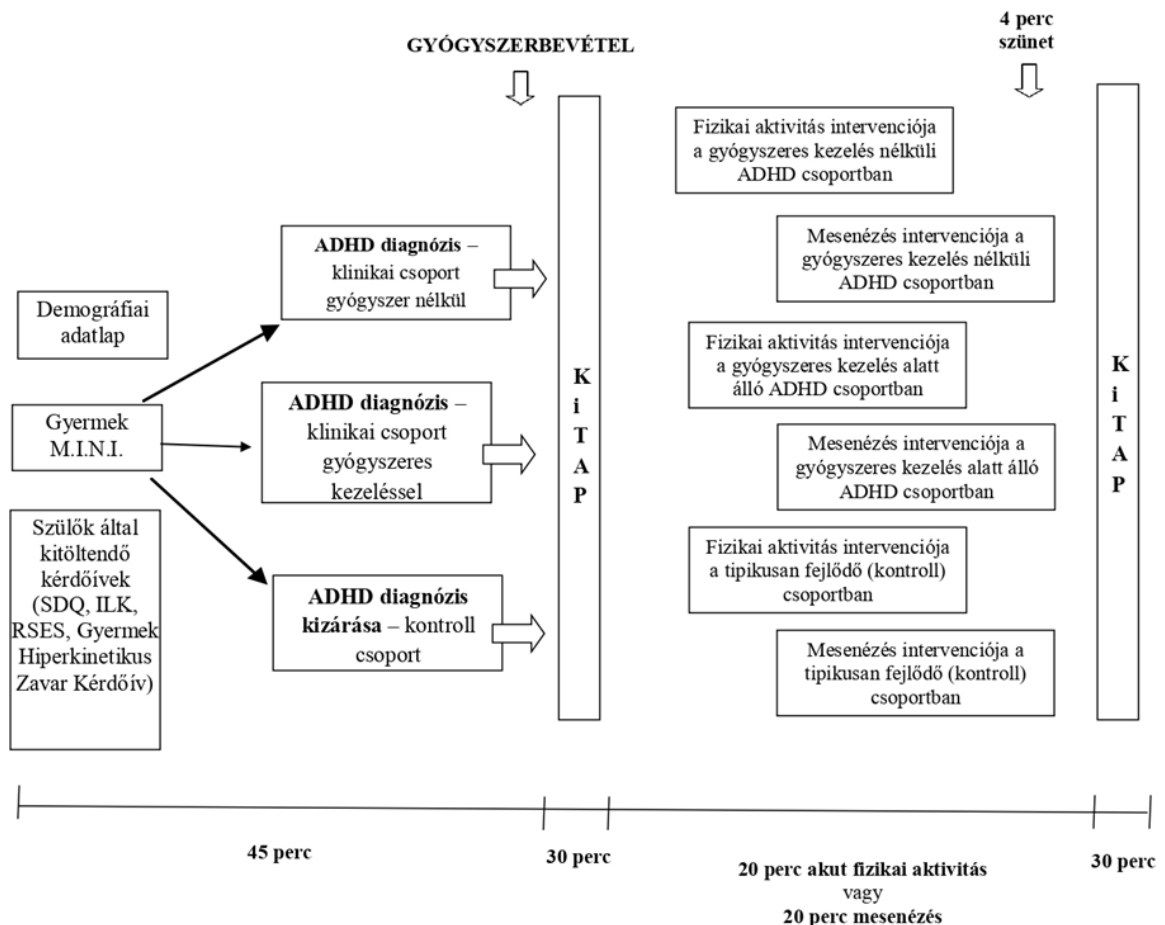 GYÓGYSZERBEVÉTEL
4 perc
szünet
Demográfiai
adatlap
Gyermek
M.I.N.I.
Szülők által
kitöltendő
kérdőívek
(SDQ, ILK,
RSES, Gyermek
Hiperkinetikus
Zavar Kérdőív)
ADHD diagnózis –
klinikai csoport
gyógyszer nélkül
ADHD diagnózis –
klinikai csoport
gyógyszeres
kezeléssel
ADHD diagnózis
kizárása – kontroll
csoport
K
i
T
A
P
Fizikai aktivitás intervenciója
a gyógyszeres kezelés nélküli
ADHD csoportban
Mesenézés intervenciója a
gyógyszeres kezelés nélküli
ADHD csoportban
Fizikai aktivitás intervenciója
a gyógyszeres kezelés alatt
álló ADHD csoportban
Mesenézés intervenciója a
gyógyszeres kezelés alatt álló
ADHD csoportban
Fizikai aktivitás intervenciója
a tipikusan fejlődő (kontroll)
csoportban
Mesenézés intervenciója a
tipikusan fejlődő (kontroll)
csoportban
K
i
T
A
P
45 perc
30 perc
20 perc akut fizikai aktivitás
vagy
20 perc mesenézés
30 perc